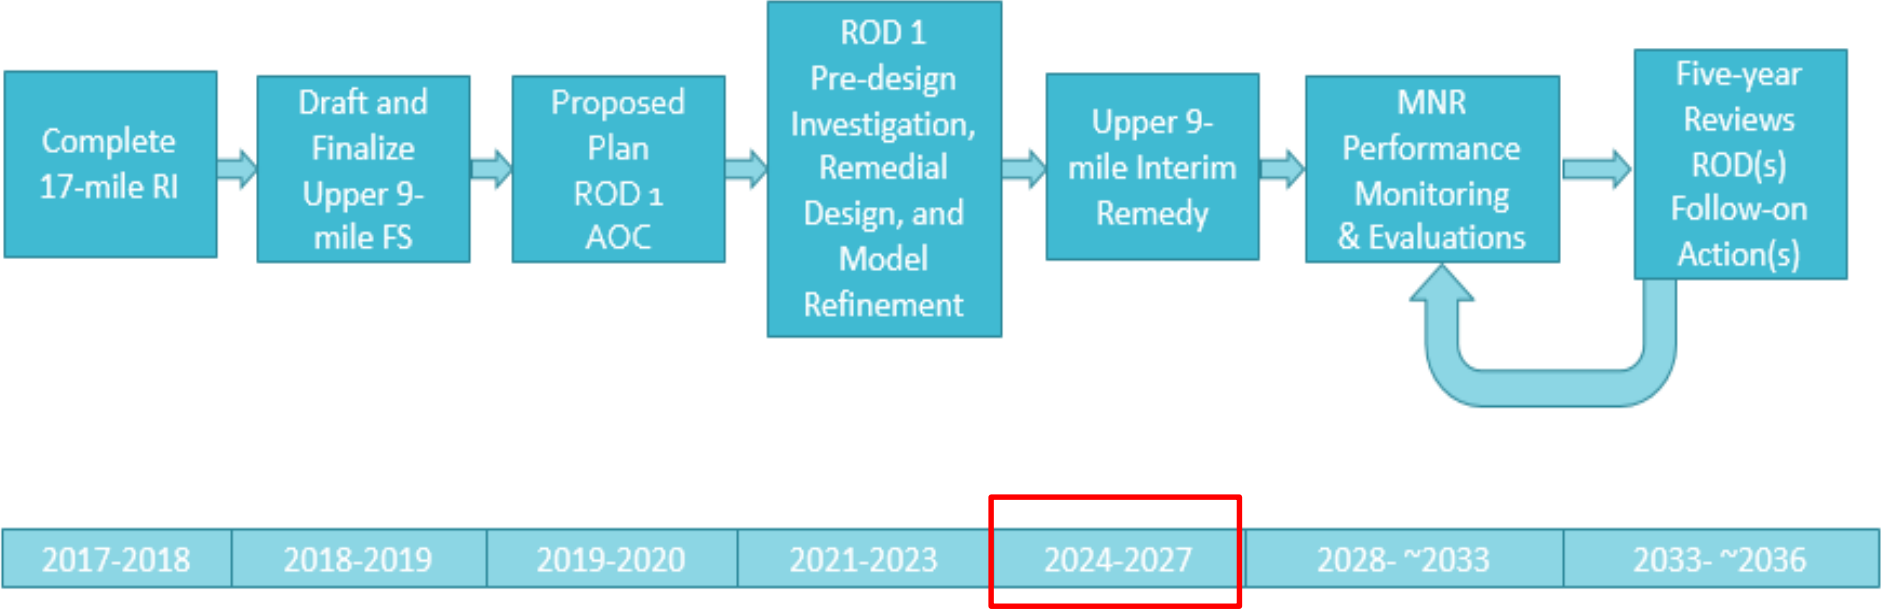 Complete
17-mile RI
Draft and
Finalize
Upper 9-
mile FS
Proposed
Plan
ROD 1
AOC
ROD 1
Pre-design
Investigation,
Remedial
Design, and
Model
Refinement
Upper 9-
mile Interim
Remedy
MNR
Performance
Monitoring
& Evaluations
Five-year
Reviews
ROD(s)
Follow-on
Action(s)
2017-2018
2018-2019
2019-2020
2021-2023
2024-2027
2028- ~2033
2033- ~2036